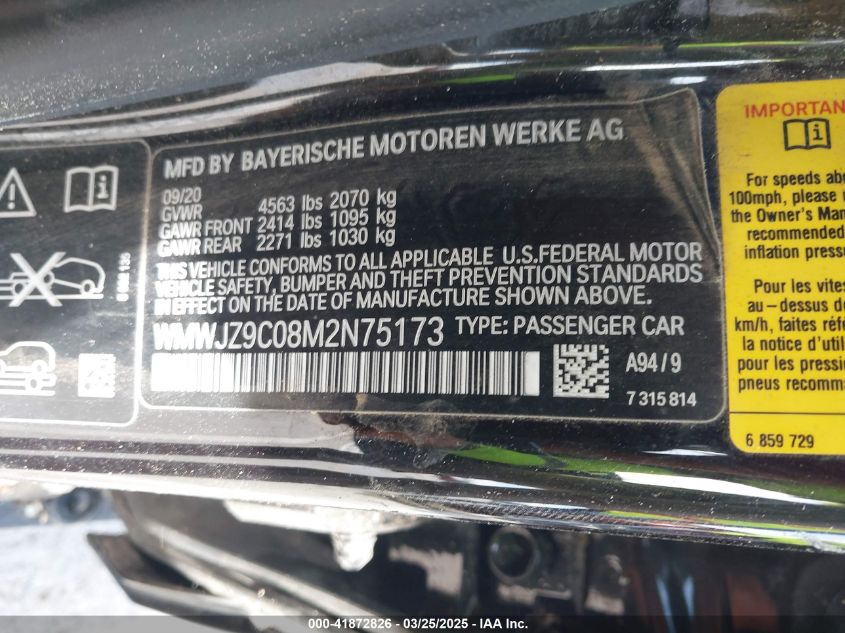 MFD BY BAYERISCHE MOTOREN WERKE AG
09/20
GVWR 4563 lbs 2070 kg
GAWR FRONT 2414 lbs 1095 kg
GAWR REAR 2271 lbs 1030 kg
THIS VEHICLE CONFORMS TO ALL APPLICABLE U.S.FEDERAL MOTOR
VEHICLE SAFETY, BUMPER AND THEFT PREVENTION STANDARDS
IN EFFECT ON THE DATE OF MANUFACTURE SHOWN ABOVE.
WMWJZ9C08M2N75173 TYPE: PASSENGER CAR
A94/9
7 315 814
IMPORTAN
For speeds abo
100mph, please r
the Owner's Man
recommended
inflation pressu
Pour les vites
au-dessus de
km/h, faites réfé
la notice d'util
pour les pressio
pneus recomma
6 859 729
000-41872826 - 03/25/2025 - IAA Inc.